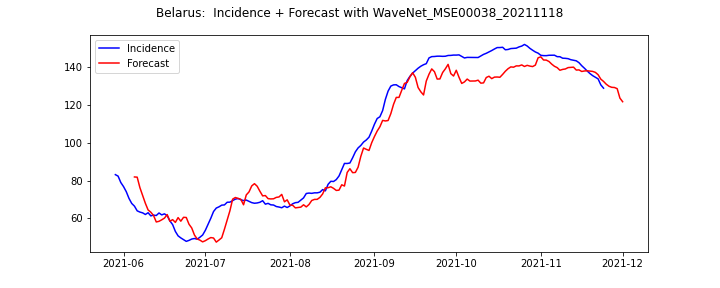 Belarus:  Incidence + Forecast with WaveNet_MSE00038_20211118
Incidence
Forecast
140
120
100
80
60
2021-06 2021-07 2021-08 2021-09 2021-10 2021-11 2021-12